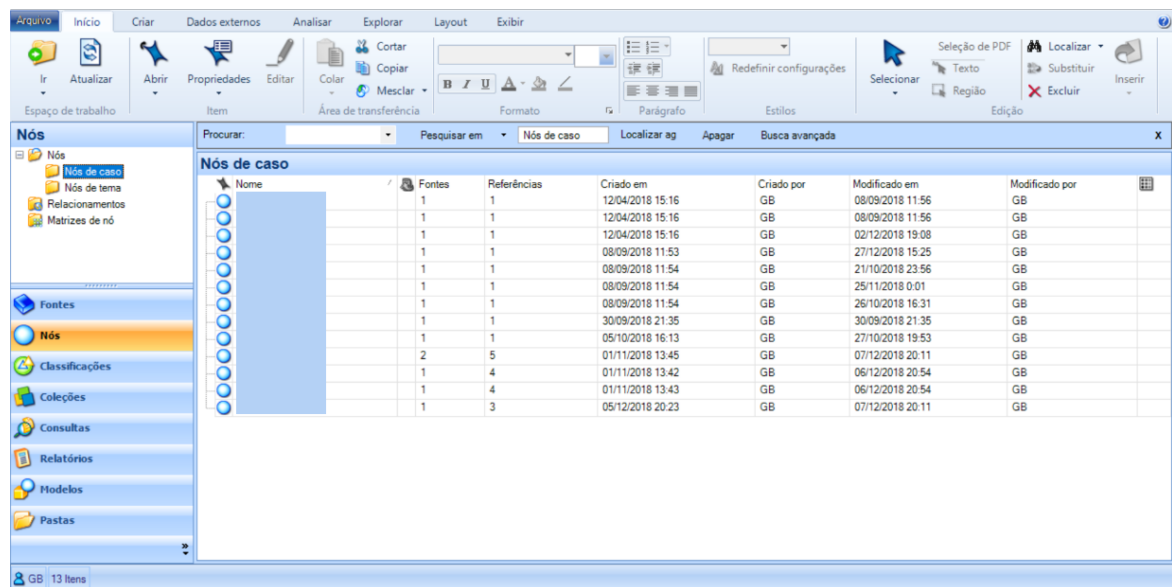 Arquivo Início Criar Dados externos Analisar Explorar Layout Exibir
Ir Atualizar Abrir Propriedades Editar Colar Cortar Copiar Mesclar
B I U A
Redefinir configurações
Selecionar Seleção de PDF Texto Região Localizar Substituir Excluir Inserir
Espaço de trabalho Item Área de transferência Formato Parágrafo Estilos Edição
Nós
Procurar: Pesquisar em Nós de caso Localizar ag Apagar Busca avançada X
Nós
Nós de caso
Nós de tema
Relacionamentos
Matrizes de nó
Fontes
Nós
Classificações
Coleções
Consultas
Relatórios
Modelos
Pastas
Nós de caso
Nome Fontes Referências Criado em Criado por Modificado em Modificado por
1 1 12/04/2018 15:16 GB 08/09/2018 11:56 GB
1 1 12/04/2018 15:16 GB 08/09/2018 11:56 GB
1 1 12/04/2018 15:16 GB 02/12/2018 19:08 GB
1 1 08/09/2018 11:53 GB 27/12/2018 15:25 GB
1 1 08/09/2018 11:54 GB 21/10/2018 23:56 GB
1 1 08/09/2018 11:54 GB 25/11/2018 0:01 GB
1 1 08/09/2018 11:54 GB 26/10/2018 16:31 GB
1 1 30/09/2018 21:35 GB 30/09/2018 21:35 GB
1 1 05/10/2018 16:13 GB 27/10/2018 19:53 GB
2 5 01/11/2018 13:45 GB 07/12/2018 20:11 GB
1 4 01/11/2018 13:42 GB 06/12/2018 20:54 GB
1 4 01/11/2018 13:43 GB 06/12/2018 20:54 GB
1 3 05/12/2018 20:23 GB 07/12/2018 20:11 GB
GB 13 Itens